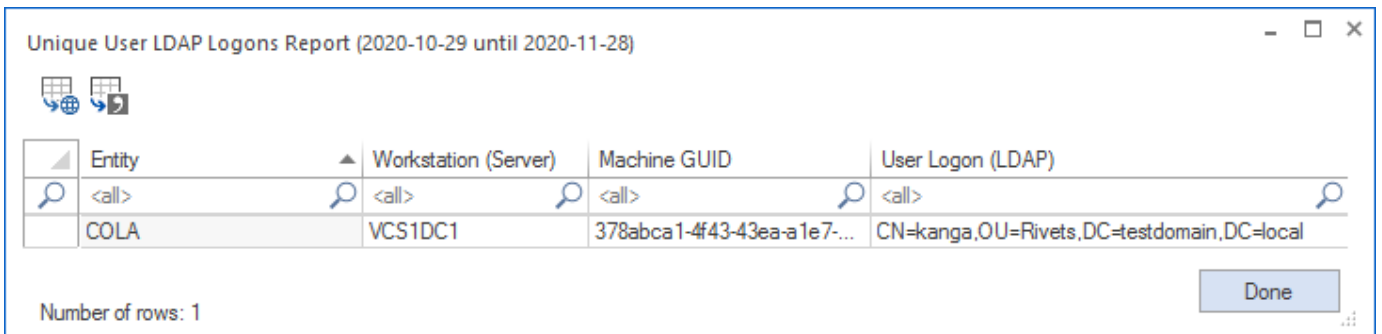 Unique User LDAP Logons Report (2020-10-29 until 2020-11-28)
Entity Workstation (Server) Machine GUID User Logon (LDAP)
<all> <all> <all> <all>
COLA VCS1DC1 378abca1-4f43-43ea-a1e7-... CN=kanga,OU=Rivets,DC=testdomain,DC=local
Done
Number of rows: 1